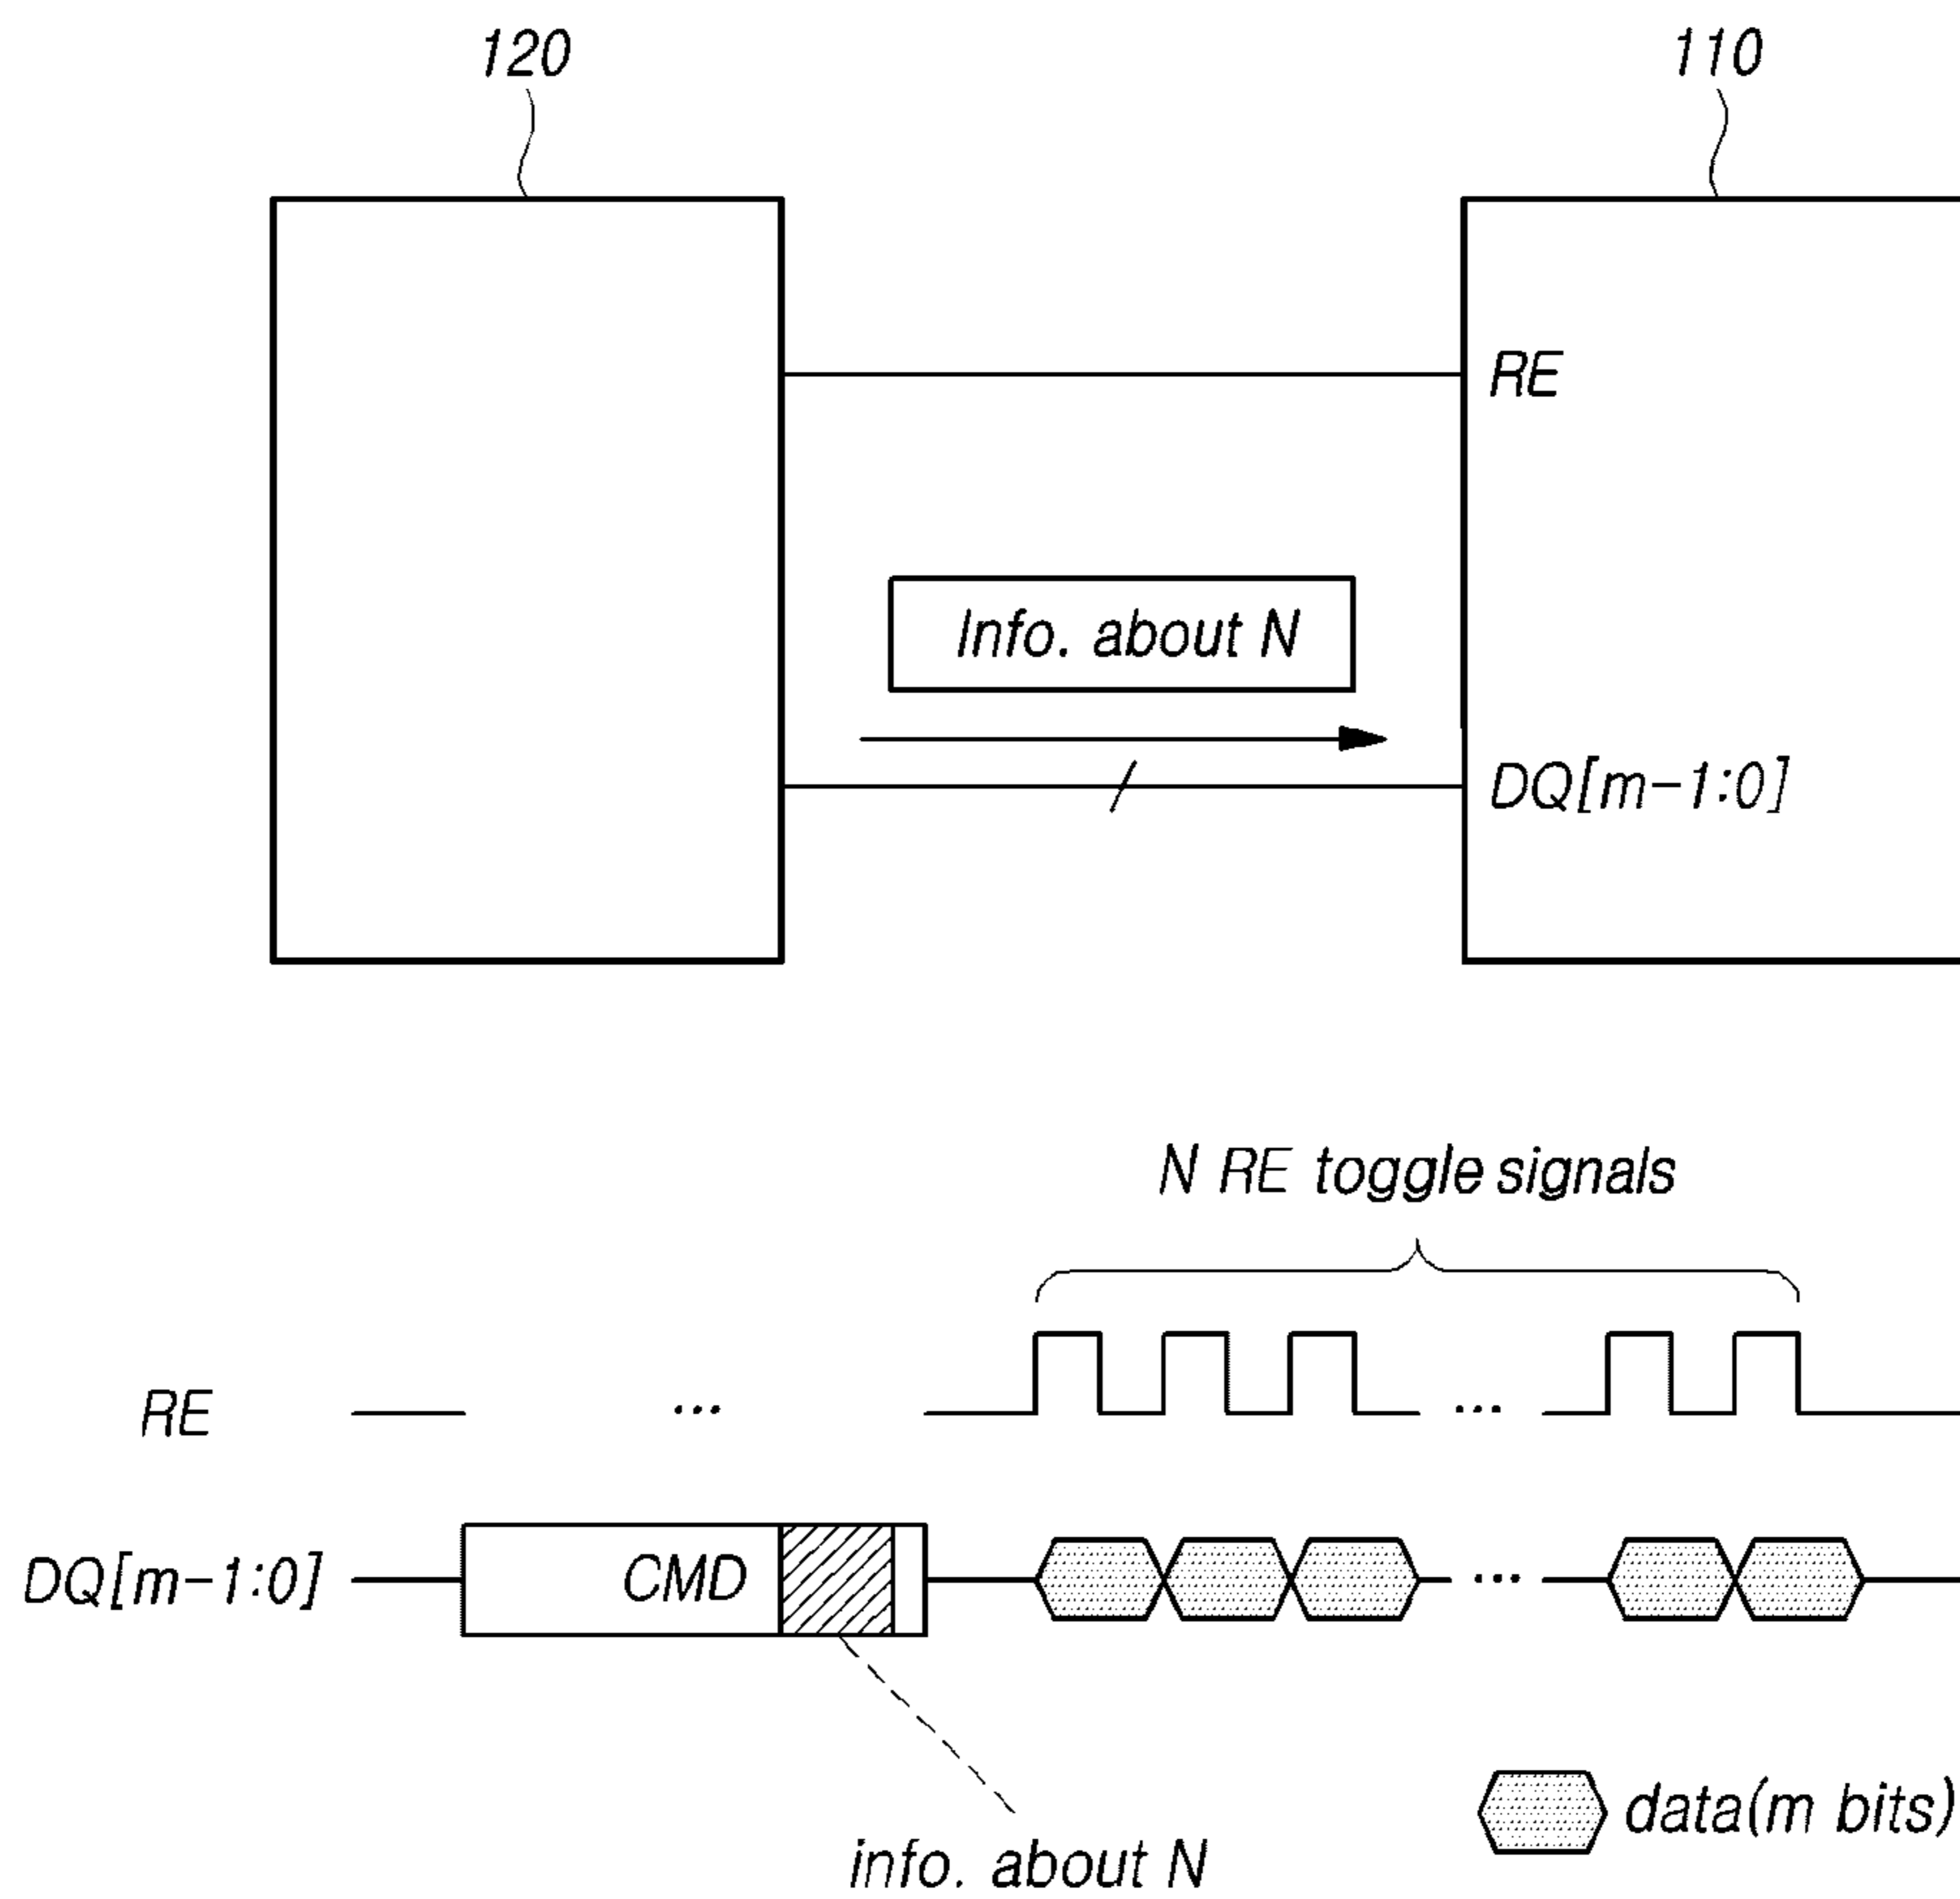 120
110
RE
Info. about N
DQ[m-1:0]
N RE toggle signals
RE
...
...
DQ[m-1:0]
CMD
...
data(m bits)
info. about N